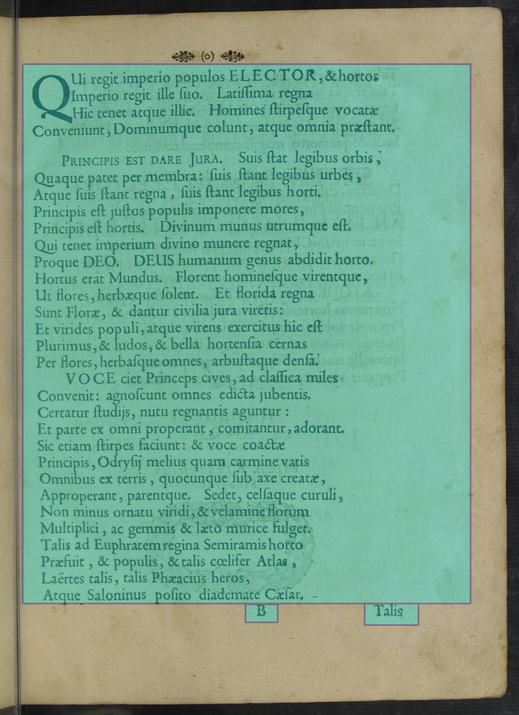 (o)
QUi regit imperio populos ELECTOR, & hortos
Imperio regit ille suo. Latissima regna
Hic tenet atque illic. Homines stirpesque vocatæ
Conveniunt, Dominumque colunt, atque omnia præstant.
PRINCIPIS EST DARE JURA. Suis stat legibus orbis,
Quaque patet per membra: suis stant legibus urbes,
Atque suis stant regna, suis stant legibus horti.
Principis est justos populis imponere mores,
Principis est hortis. Divinum munus utrumque est.
Qui tenet imperium divino munere regnat,
Proque DEO. DEUS humanum genus abdidit horto.
Hortus erat Mundus. Florent hominesque virentque,
Ut flores, herbæque solent. Et florida regna
Sunt Floræ, & dantur civilia jura viretis:
Et virides populi, atque virens exercitus hic est
Plurimus, & ludos, & bella hortensia cernas
Per flores, herbasque omnes, arbustaque densa.
VOCE ciet Princeps cives, ad classica miles
Convenit: agnoscunt omnes edicta jubentis.
Certatur studijs, nutu regnantis aguntur:
Et parte ex omni properant, comitantur, adorant.
Sic etiam stirpes faciunt: & voce coactæ
Principis, Odrysij melius quam carmine vatis
Omnibus ex terris, quocunque sub axe creatæ,
Approperant, parentque. Sedet, celsaque curuli,
Non minus ornatu viridi, & velamine florum
Multiplici, ac gemmis & læto murice fulget.
Talis ad Euphratem regina Semiramis horto
Præfuit, & populis, & talis cœlifer Atlas,
Laërtes talis, talis Phæacius heros,
Atque Saloninus posito diademate Cæsar.
B Talis